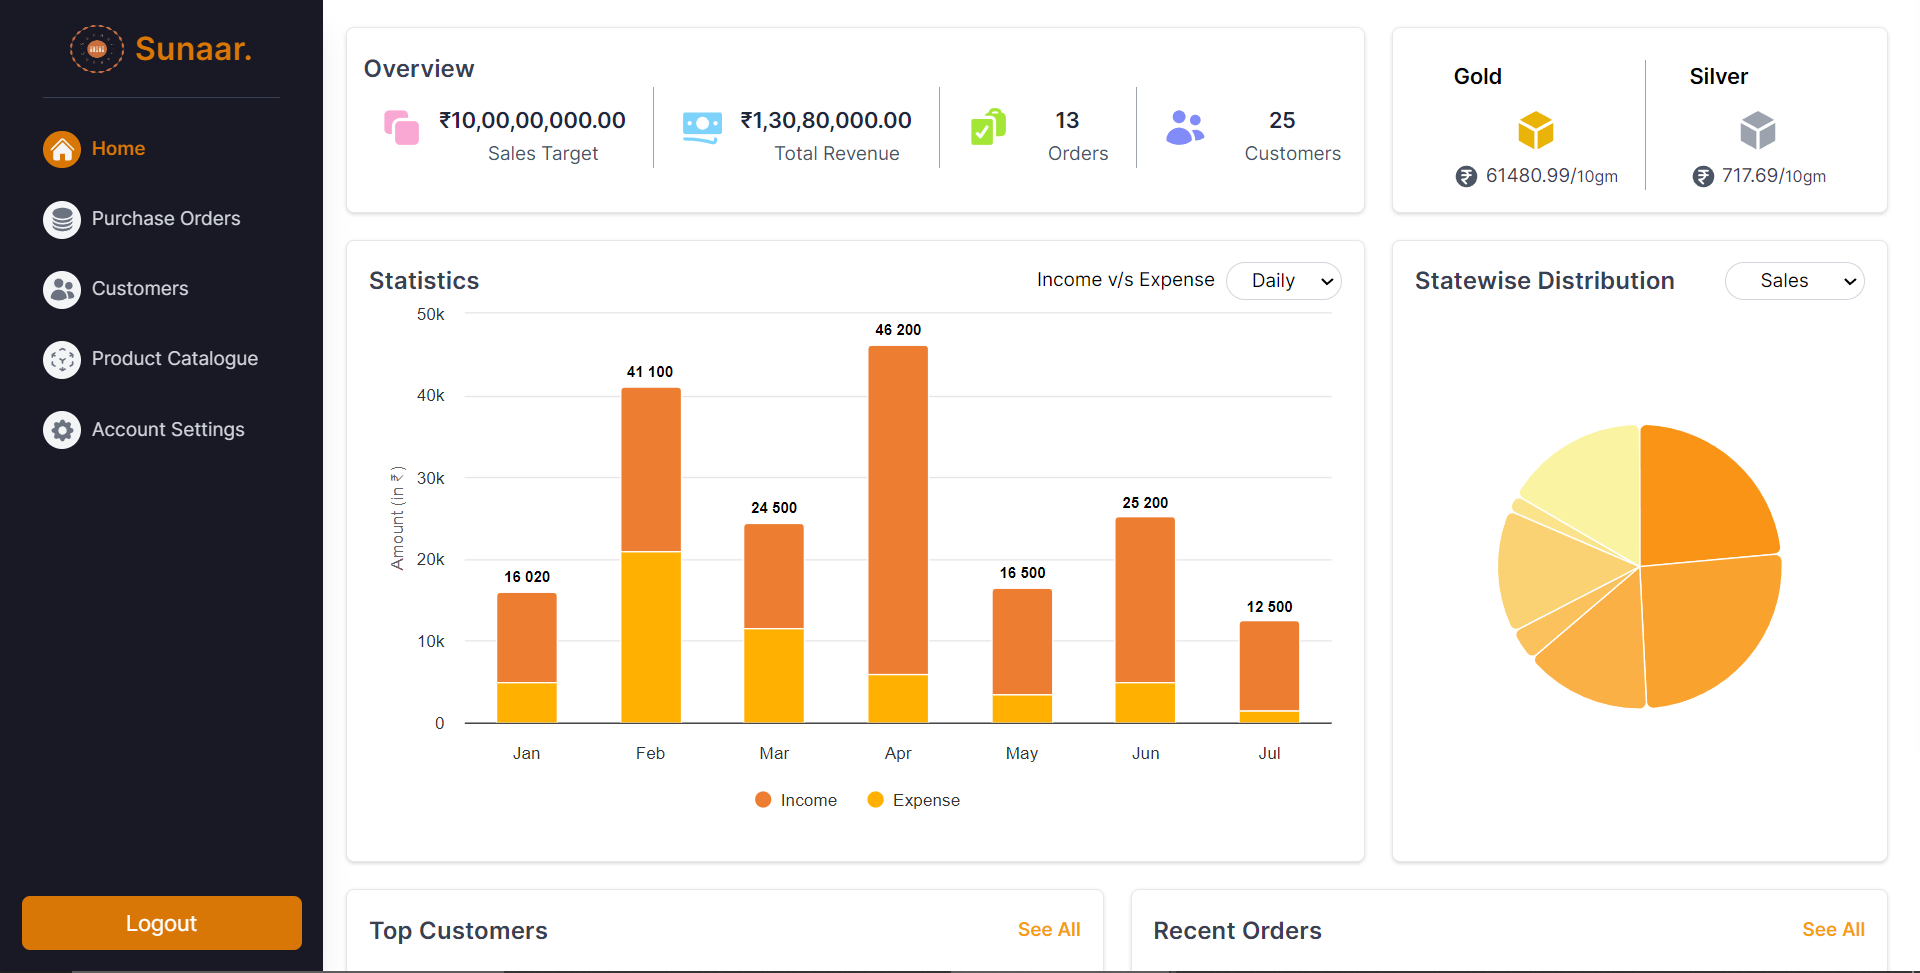 Sunaar.
Home
Purchase Orders
Customers
Product Catalogue
Account Settings
Logout
Overview
₹10,00,00,000.00
Sales Target
₹1,30,80,000.00
Total Revenue
13
Orders
25
Customers
Gold
₹ 61480.99/10gm
Silver
₹ 717.69/10gm
Statistics
Income v/s Expense
Daily
Amount (in ₹)
50k
40k
30k
20k
10k
0
16 020
41 100
24 500
46 200
16 500
25 200
12 500
Jan
Feb
Mar
Apr
May
Jun
Jul
Income
Expense
Statewise Distribution
Sales
Top Customers
See All
Recent Orders
See All